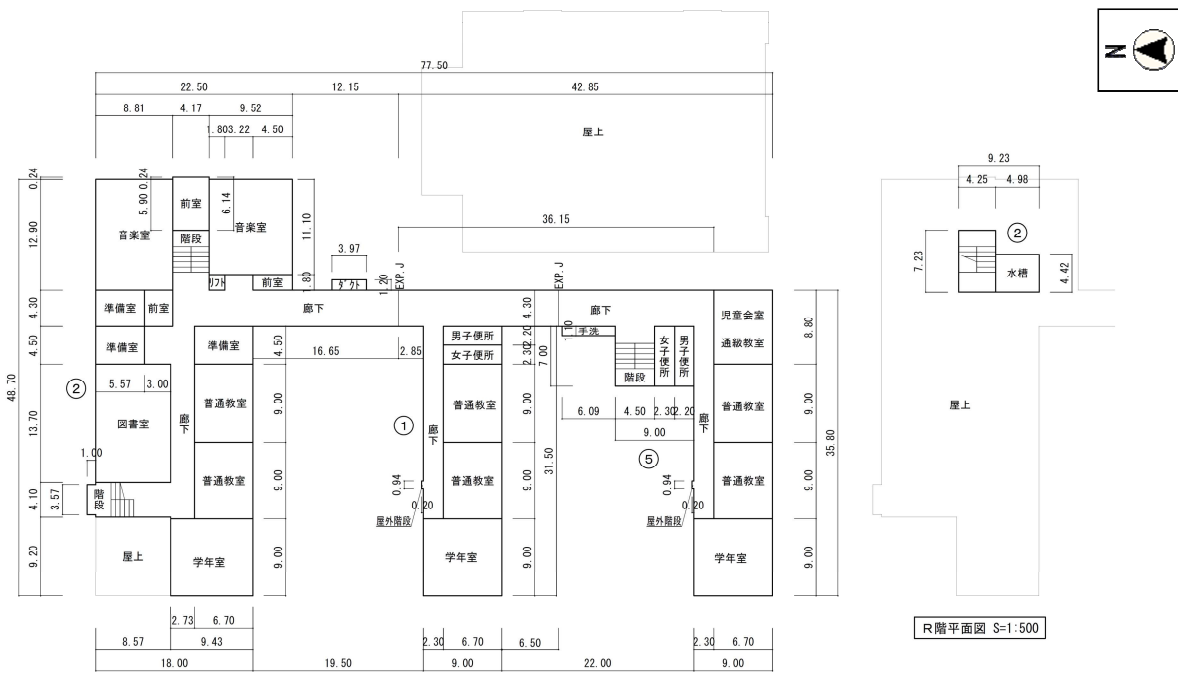 N
77.50
22.50
12.15
42.85
8.81
4.17
9.52
1.80
3.22
4.50
屋上
9.23
4.25
4.98
0.24
0.24
5.90
前室
6.14
音楽室
音楽室
11.10
12.90
階段
36.15
②
7.23
水槽
4.42
3.97
1.80
リフト
前室
ダクト
1.20
EXP.J
EXP.J
準備室
前室
廊下
4.30
4.30
廊下
児童会室
8.80
準備室
準備室
4.50
4.50
16.65
2.85
男子便所
2.20
1.10
手洗
通級教室
女子便所
2.30
7.00
階段
女子便所
男子便所
48.70
②
5.57
3.00
図書室
13.70
廊下
普通教室
9.00
①
廊下
普通教室
9.00
6.09
4.50
2.30
2.20
9.00
廊下
普通教室
9.00
35.80
屋上
1.00
階段
3.57
4.10
普通教室
9.00
0.94
0.20
屋外階段
普通教室
9.00
31.50
⑤
0.94
0.20
屋外階段
普通教室
9.00
9.20
屋上
学年室
9.00
学年室
9.00
学年室
9.00
2.73
6.70
8.57
9.43
2.30
6.70
6.50
2.30
6.70
18.00
19.50
9.00
22.00
9.00
R階平面図 S=1:500